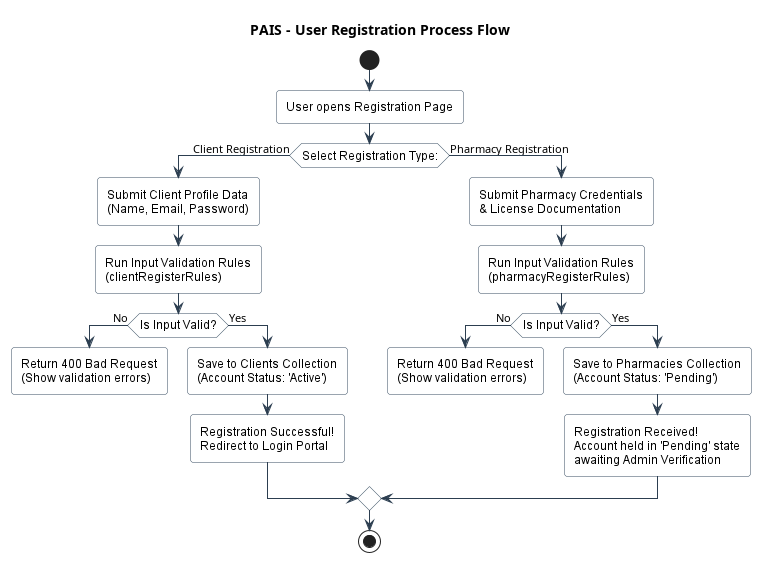 PAIS - User Registration Process Flow
User opens Registration Page
Select Registration Type:
Client Registration
Pharmacy Registration
Submit Client Profile Data
(Name, Email, Password)
Run Input Validation Rules
(clientRegisterRules)
Is Input Valid?
No
Yes
Return 400 Bad Request
(Show validation errors)
Save to Clients Collection
(Account Status: 'Active')
Registration Successful!
Redirect to Login Portal
Submit Pharmacy Credentials
& License Documentation
Run Input Validation Rules
(pharmacyRegisterRules)
Is Input Valid?
No
Yes
Return 400 Bad Request
(Show validation errors)
Save to Pharmacies Collection
(Account Status: 'Pending')
Registration Received!
Account held in 'Pending' state
awaiting Admin Verification